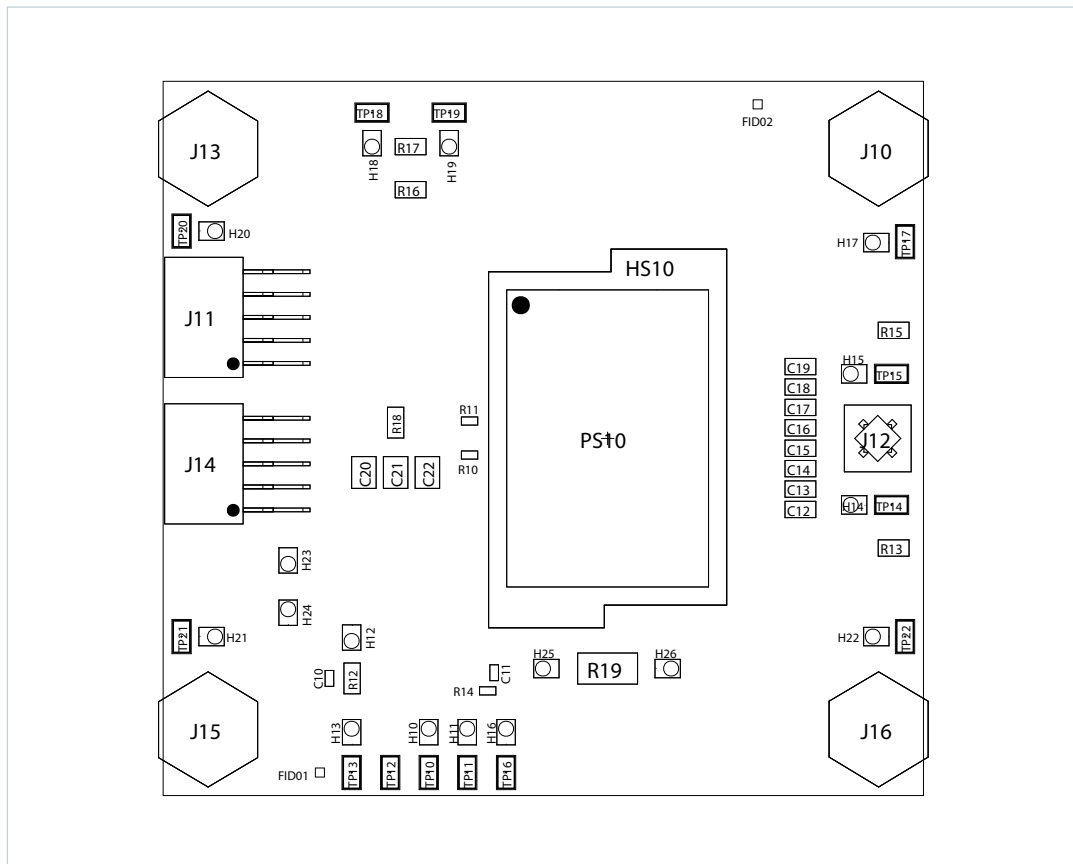 TP18
TP19
FID02
J13
H18
R17
H19
J10
R16
TP20
H20
H17
TP17
HS10
J11
R15
H15
TP15
C19
C18
C17
C16
C15
C14
C13
C12
R11
R18
R10
PS10
J12
J14
C20
C21
C22
H14
TP14
R13
H23
H24
TP21
H21
H12
H22
TP22
C10
R12
C11
R14
H25
R19
H26
J15
H13
H10
H11
H16
J16
FID01
TP13
TP12
TP10
TP11
TP16